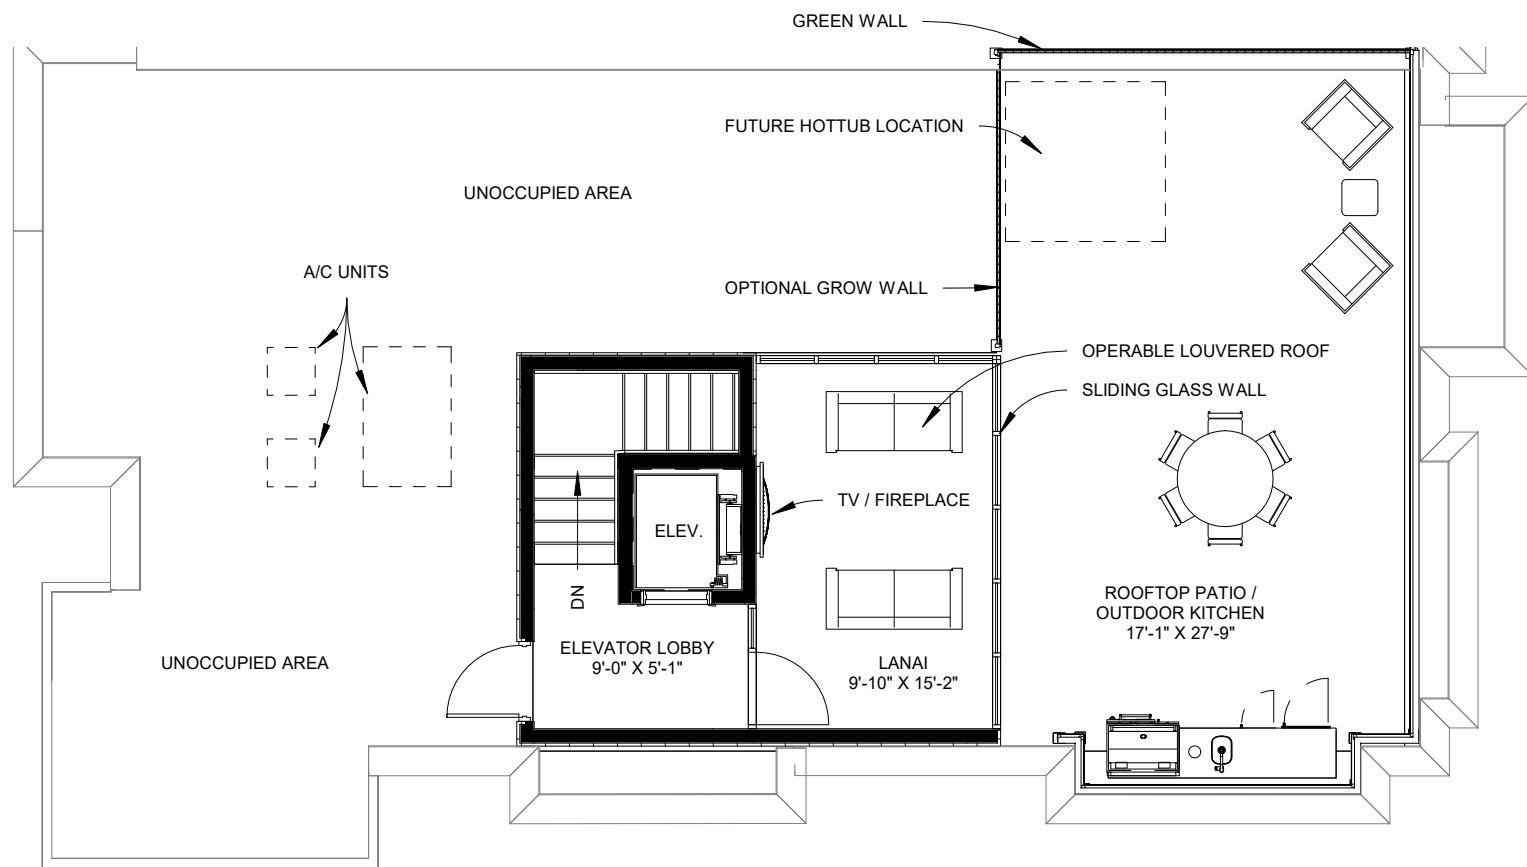 GREEN WALL
FUTURE HOTTUB LOCATION
UNOCCUPIED AREA
A/C UNITS
OPTIONAL GROW WALL
OPERABLE LOUVERED ROOF
SLIDING GLASS WALL
TV / FIREPLACE
ELEV.
DN
ROOFTOP PATIO /
OUTDOOR KITCHEN
17'-1" X 27'-9"
ELEVATOR LOBBY
9'-0" X 5'-1"
UNOCCUPIED AREA
LANAI
9'-10" X 15'-2"